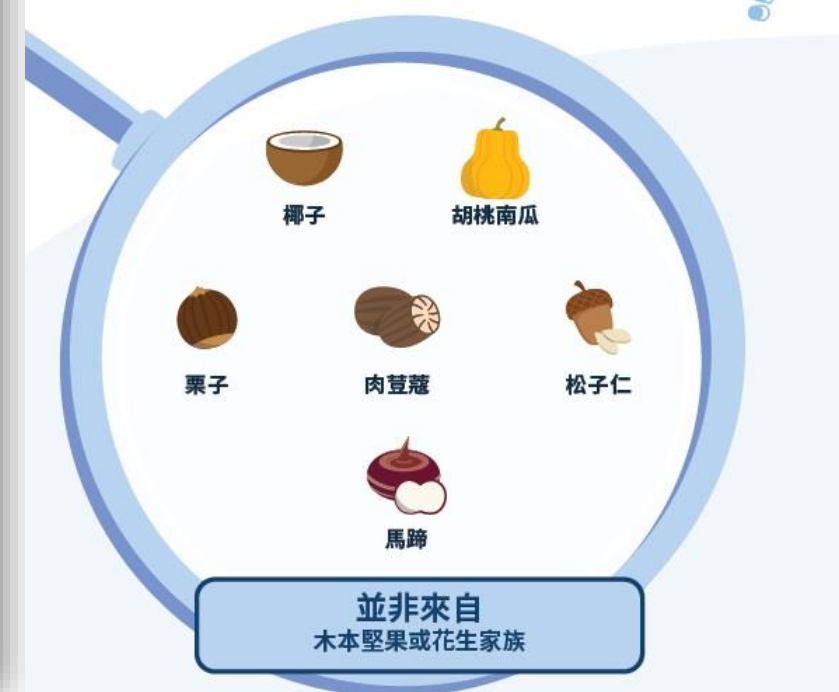 椰子
胡桃南瓜
栗子
肉荳蔻
松子仁
馬蹄
並非來自
木本堅果或花生家族